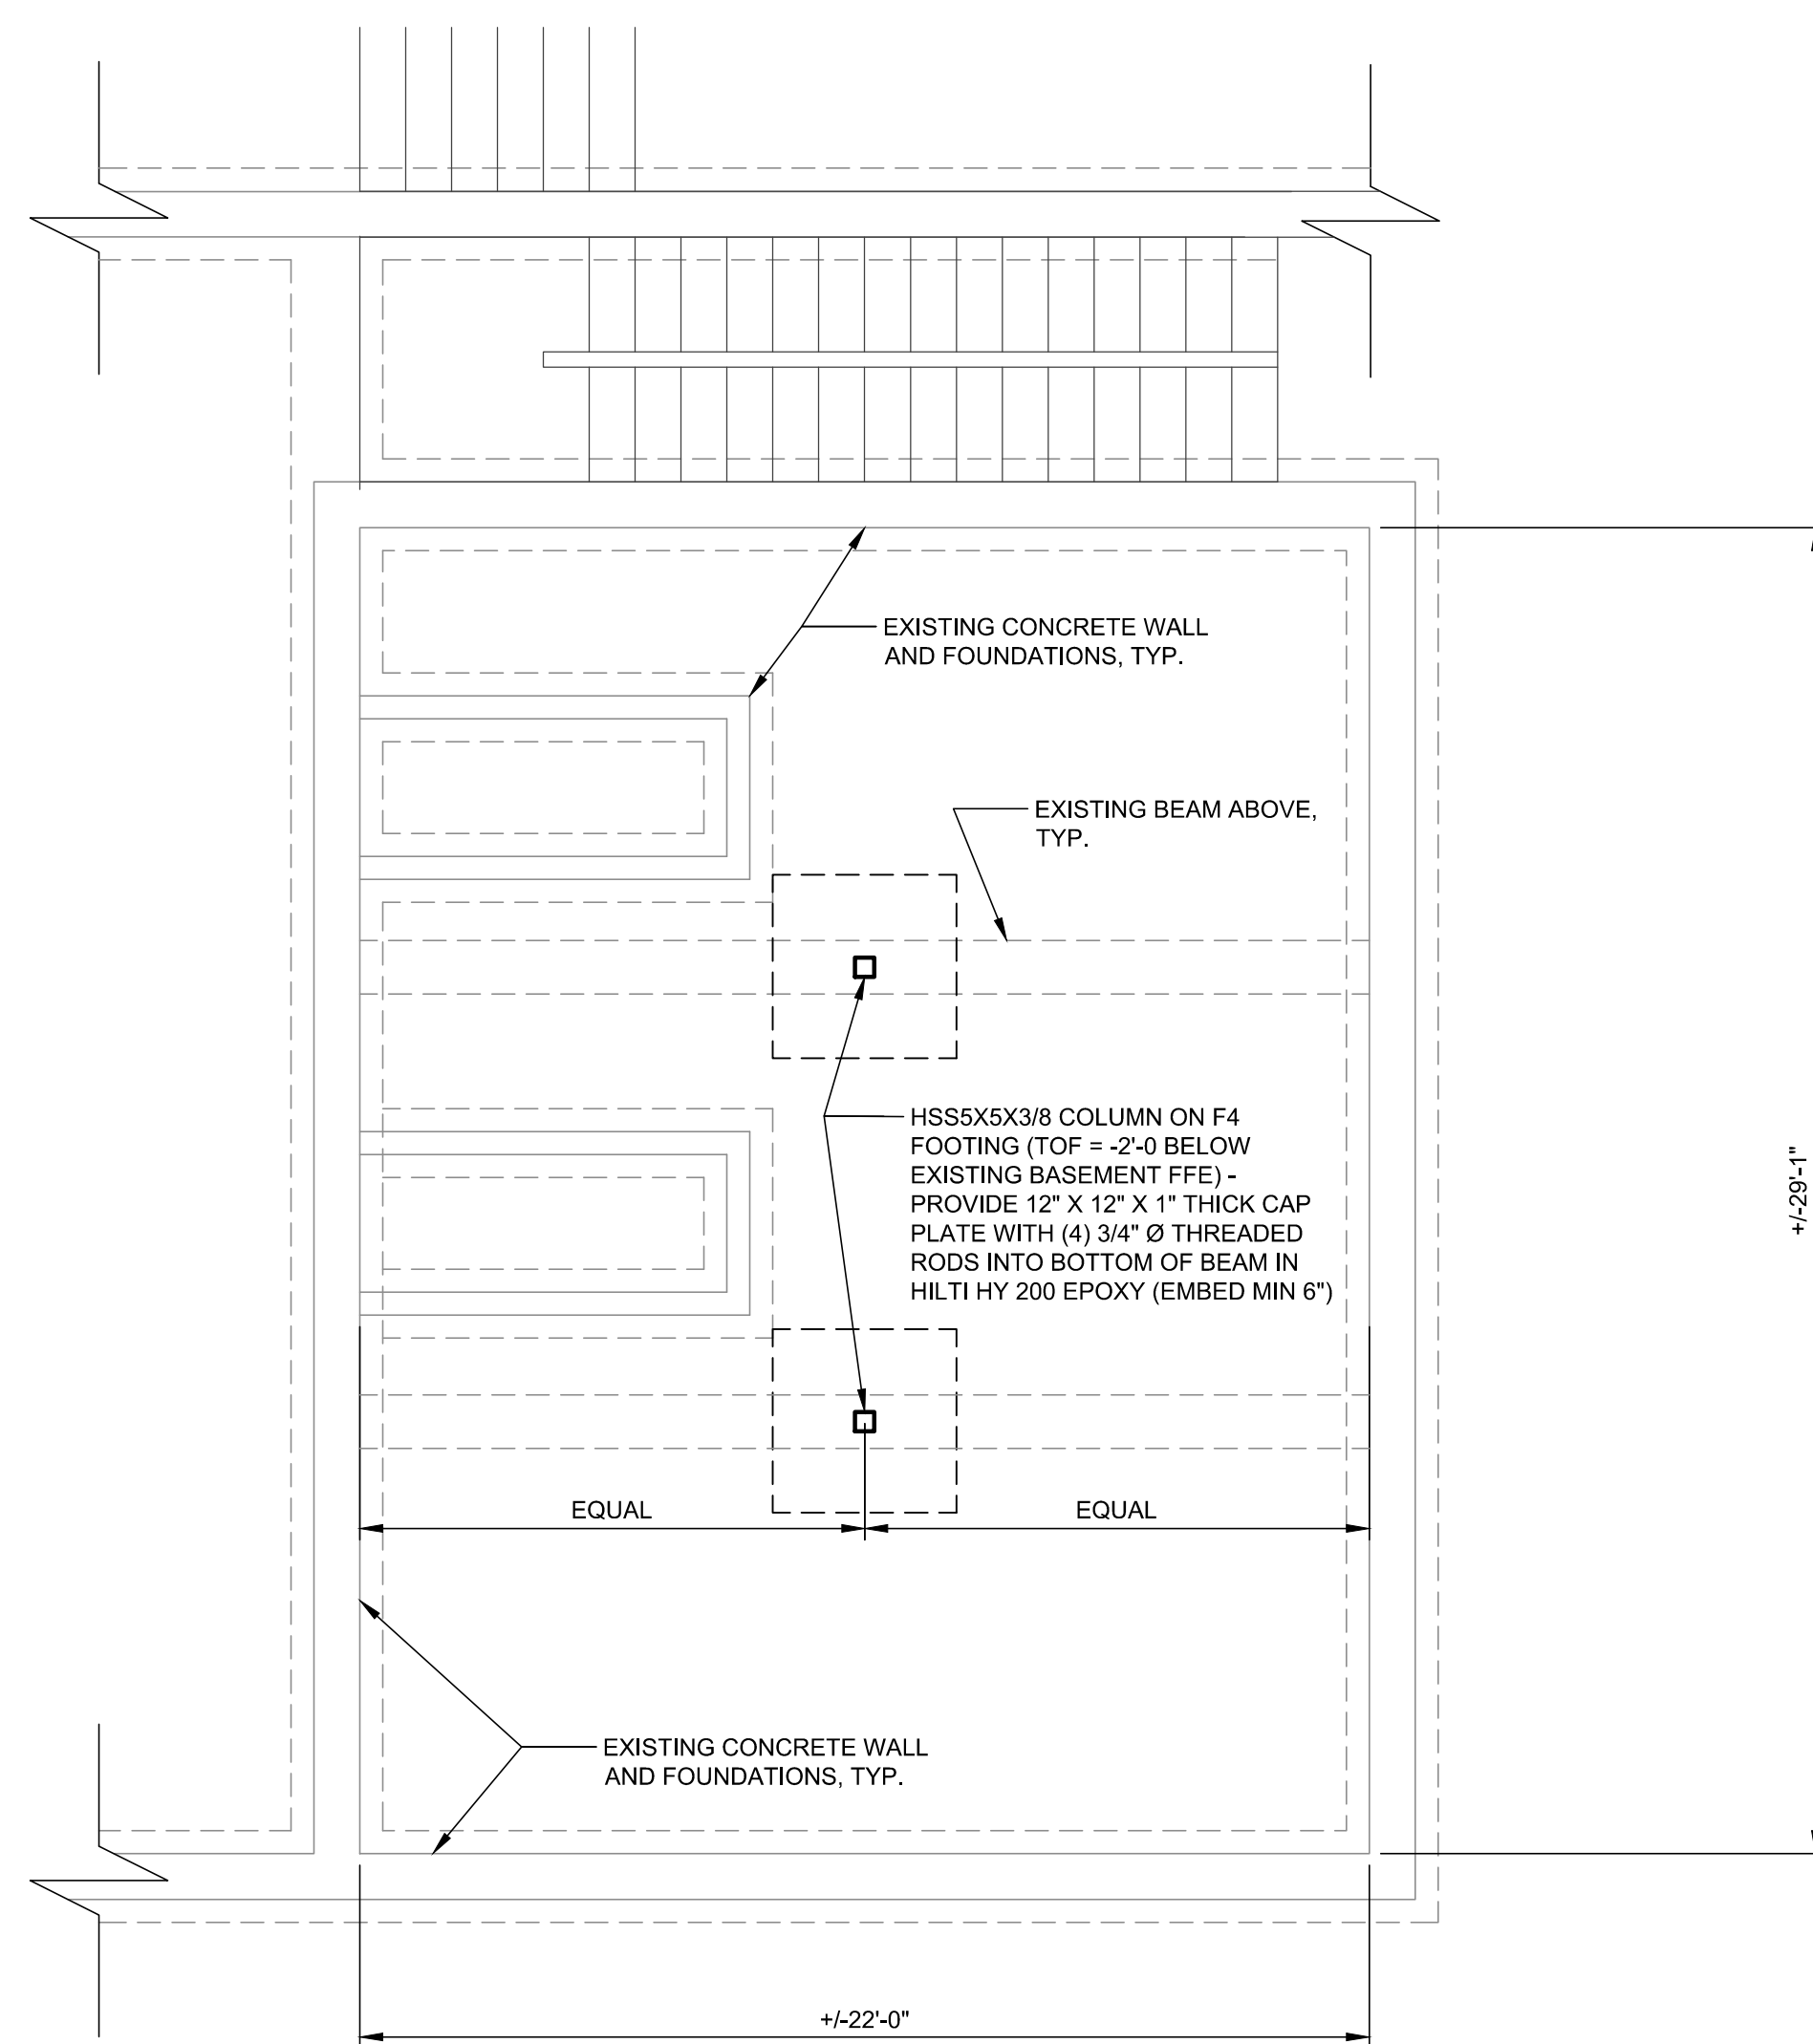 EXISTING CONCRETE WALL
AND FOUNDATIONS, TYP.
EXISTING BEAM ABOVE,
TYP.
HSS5X5X3/8 COLUMN ON F4
FOOTING (TOF = -2'-0 BELOW
EXISTING BASEMENT FFE) -
PROVIDE 12" X 12" X 1" THICK CAP
PLATE WITH (4) 3/4" Ø THREADED
RODS INTO BOTTOM OF BEAM IN
HILTI HY 200 EPOXY (EMBED MIN 6")
+/-29'-1"
EQUAL
EQUAL
EXISTING CONCRETE WALL
AND FOUNDATIONS, TYP.
+/-22'-0"